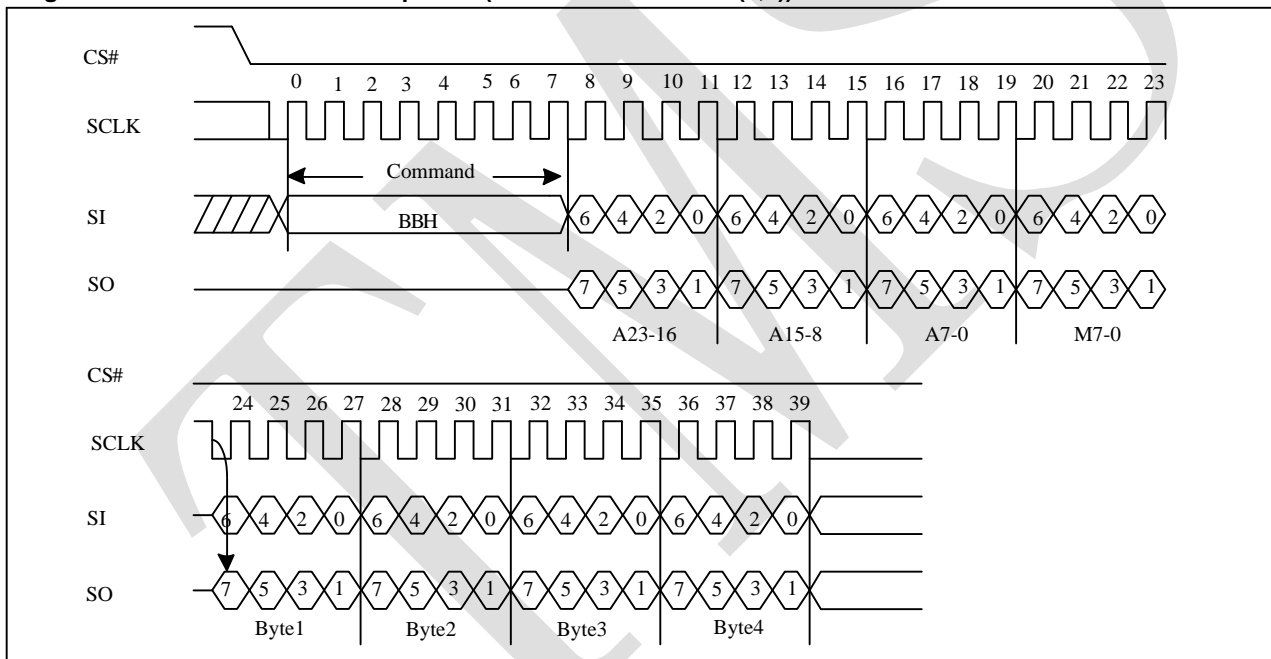 CS#
0 1 2 3 4 5 6 7 8 9 10 11 12 13 14 15 16 17 18 19 20 21 22 23
SCLK
Command
SI
BBH
6 4 2 0 6 4 2 0 6 4 2 0 6 4 2 0
SO
7 5 3 1 7 5 3 1 7 5 3 1 7 5 3 1
A23-16 A15-8 A7-0 M7-0
CS#
24 25 26 27 28 29 30 31 32 33 34 35 36 37 38 39
SCLK
SI
6 4 2 0 6 4 2 0 6 4 2 0 6 4 2 0
SO
7 5 3 1 7 5 3 1 7 5 3 1 7 5 3 1
Byte1 Byte2 Byte3 Byte4